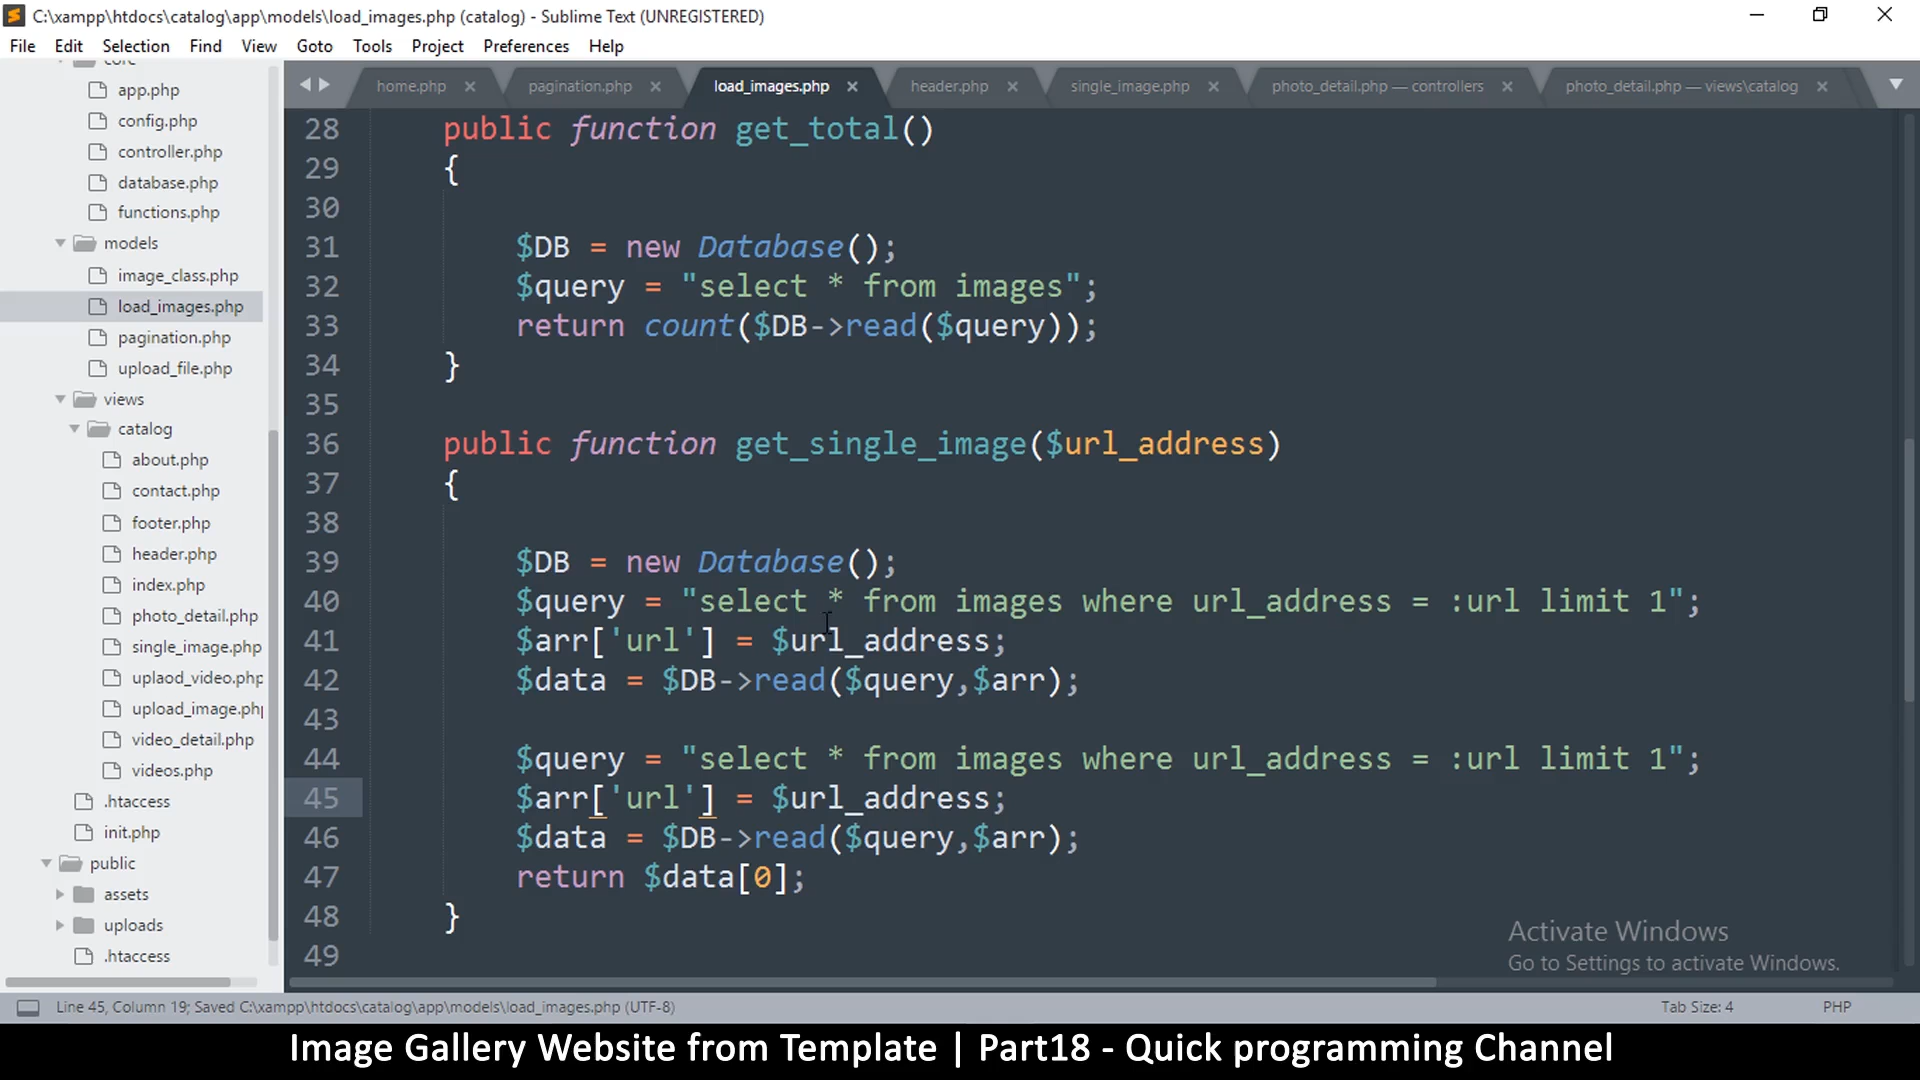 C:\xampp\htdocs\catalog\app\models\load_images.php (catalog) - Sublime Text (UNREGISTERED)
File Edit Selection Find View Goto Tools Project Preferences Help
core
app.php
config.php
controller.php
database.php
functions.php
models
image_class.php
load_images.php
pagination.php
upload_file.php
views
catalog
about.php
contact.php
footer.php
header.php
index.php
photo_detail.php
single_image.php
uplaod_video.php
upload_image.php
video_detail.php
videos.php
.htaccess
init.php
public
assets
uploads
.htaccess
home.php pagination.php load_images.php header.php single_image.php photo_detail.php — controllers photo_detail.php — views\catalog
28 public function get_total()
29 {
30
31 $DB = new Database();
32 $query = "select * from images";
33 return count($DB->read($query));
34 }
35
36 public function get_single_image($url_address)
37 {
38
39 $DB = new Database();
40 $query = "select * from images where url_address = :url limit 1";
41 $arr['url'] = $url_address;
42 $data = $DB->read($query,$arr);
43
44 $query = "select * from images where url_address = :url limit 1";
45 $arr['url'] = $url_address;
46 $data = $DB->read($query,$arr);
47 return $data[0];
48 }
49
Activate Windows
Go to Settings to activate Windows.
Line 45, Column 19; Saved C:\xampp\htdocs\catalog\app\models\load_images.php (UTF-8) Tab Size: 4 PHP
Image Gallery Website from Template | Part18 - Quick programming Channel